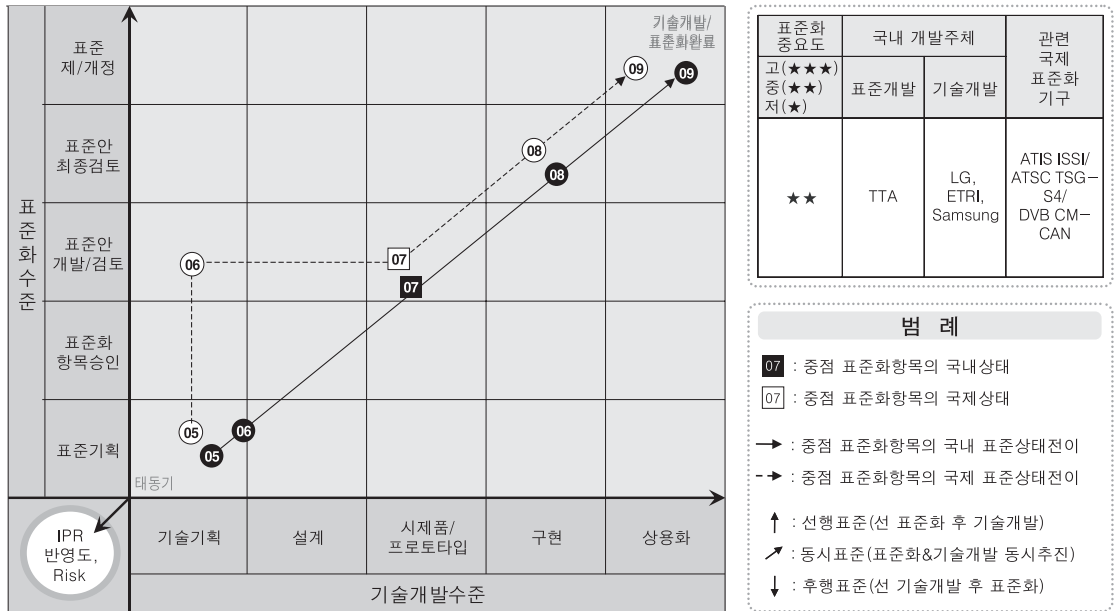 표준화수준
표준
제/개정
표준안
최종검토
표준안
개발/검토
표준화
항목승인
표준기획
기술개발/
표준화완료
09
09
08
08
06
07
07
05
06
05
태동기
IPR
반영도,
Risk
기술기획
설계
시제품/
프로토타입
구현
상용화
기술개발수준
표준화
중요도
국내 개발주체
관련
국제
표준화
기구
고(★★★)
중(★★)
저(★)
표준개발
기술개발
★★
TTA
LG,
ETRI,
Samsung
ATIS ISSI/
ATSC TSG-
S4/
DVB CM-
CAN
범 례
07 : 중점 표준화항목의 국내상태
07 : 중점 표준화항목의 국제상태
→ : 중점 표준화항목의 국내 표준상태전이
--→ : 중점 표준화항목의 국제 표준상태전이
↑ : 선행표준(선 표준화 후 기술개발)
↗ : 동시표준(표준화&기술개발 동시추진)
↓ : 후행표준(선 기술개발 후 표준화)